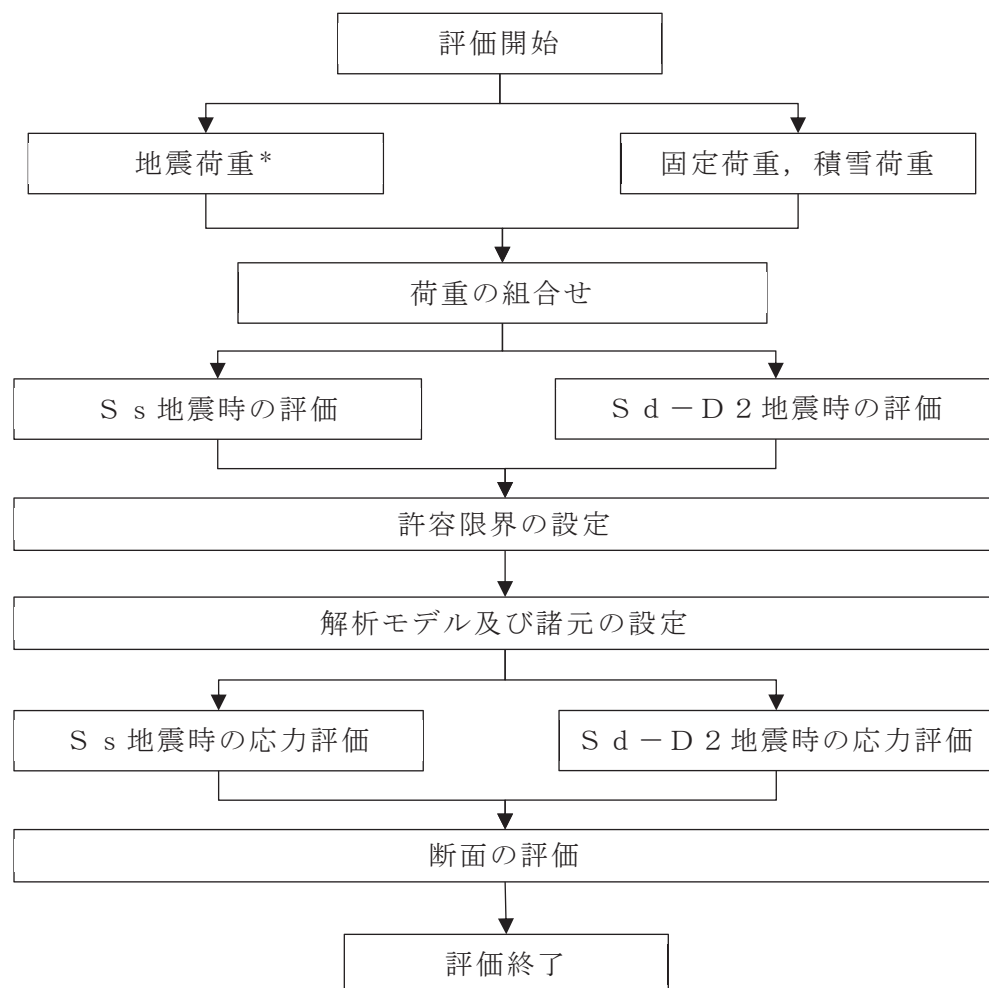 評価開始
地震荷重*
固定荷重，積雪荷重
荷重の組合せ
Ｓｓ地震時の評価
Ｓｄ－Ｄ２地震時の評価
許容限界の設定
解析モデル及び諸元の設定
Ｓｓ地震時の応力評価
Ｓｄ－Ｄ２地震時の応力評価
断面の評価
評価終了